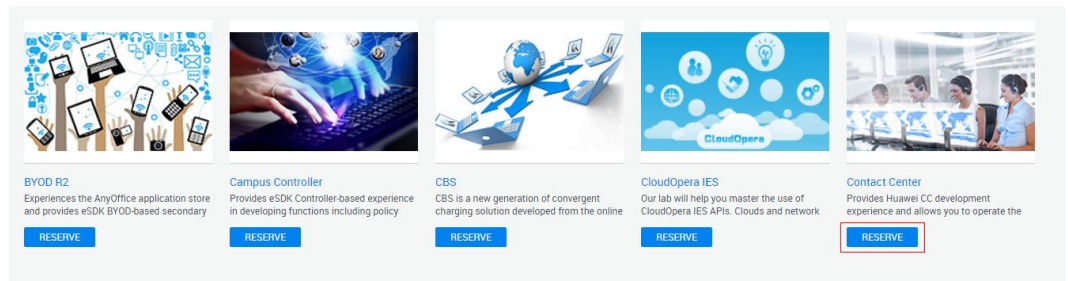 CloudOpera
BYOD R2
Experiences the AnyOffice application store
and provides eSDK BYOD-based secondary
RESERVE
Campus Controller
Provides eSDK Controller-based experience
in developing functions including policy
RESERVE
CBS
CBS is a new generation of convergent
charging solution developed from the online
RESERVE
CloudOpera IES
Our lab will help you master the use of
CloudOpera IES APIs. Clouds and network
RESERVE
Contact Center
Provides Huawei CC development
experience and allows you to operate the
RESERVE